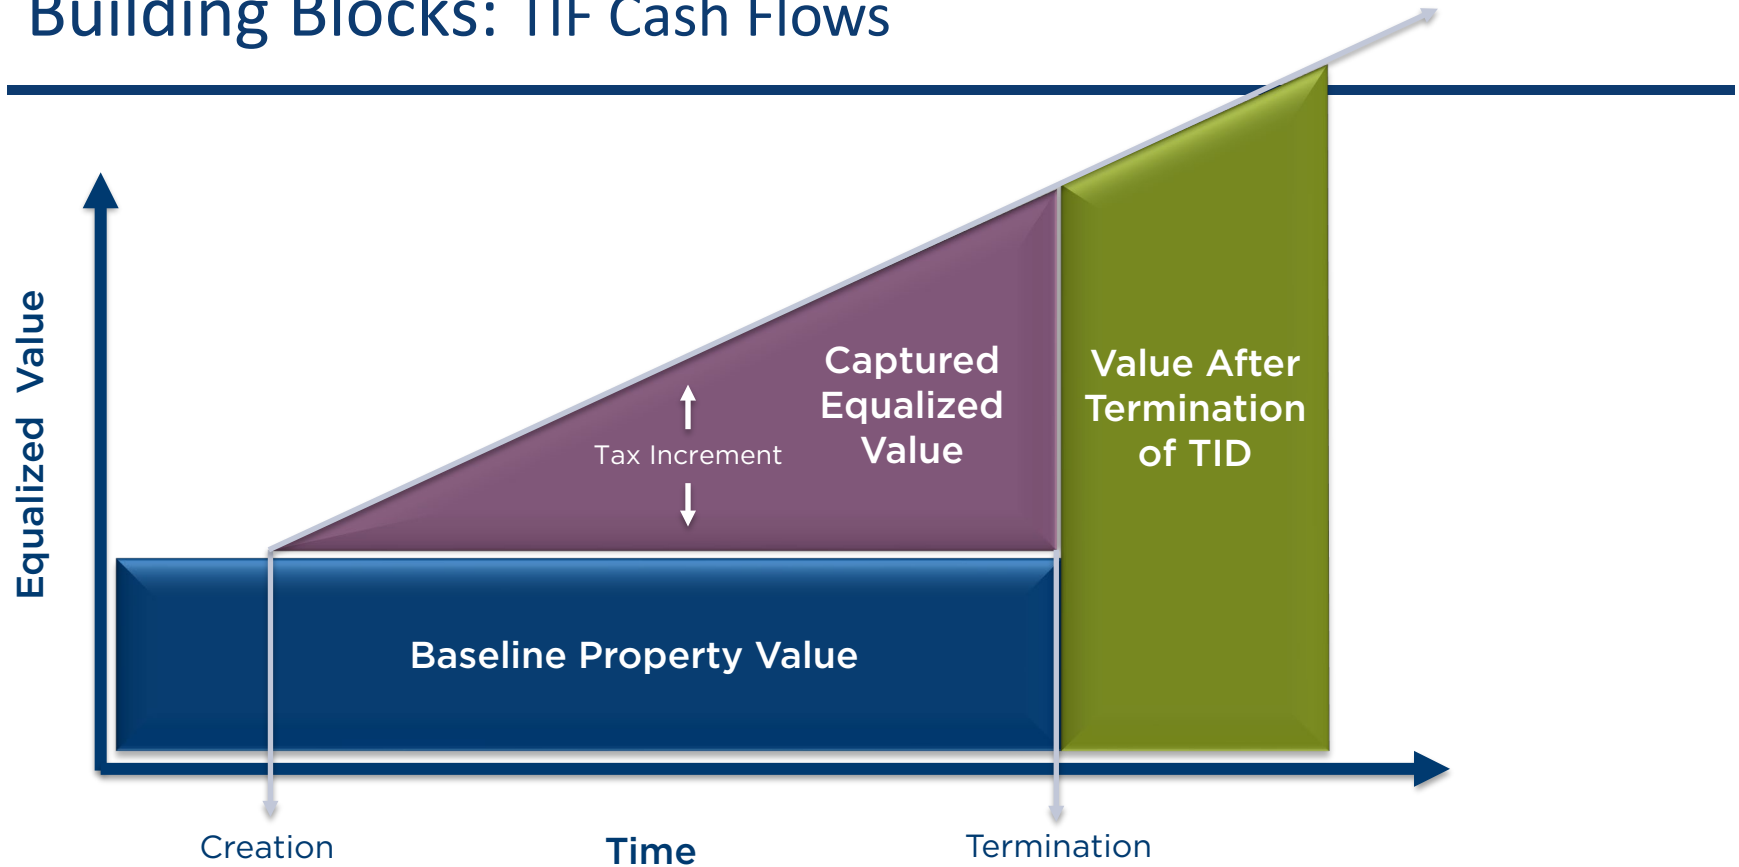 Building Blocks: TIF Cash Flows
Equalized Value
Captured
Equalized
Value
Tax Increment
Value After
Termination
of TID
Baseline Property Value
Creation
Time
Termination